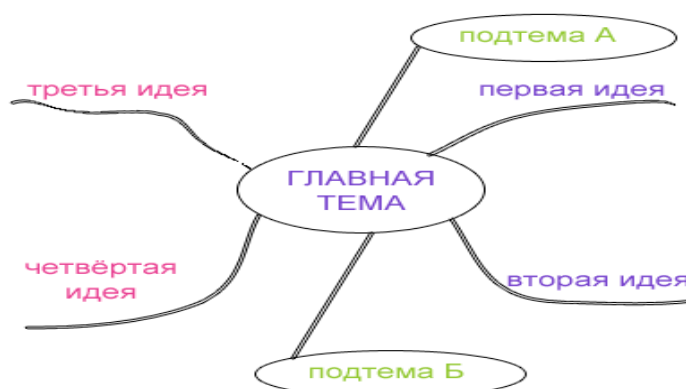 подтема А
третья идея
первая идея
ГЛАВНАЯ
ТЕМА
четвёртая
идея
вторая идея
подтема Б